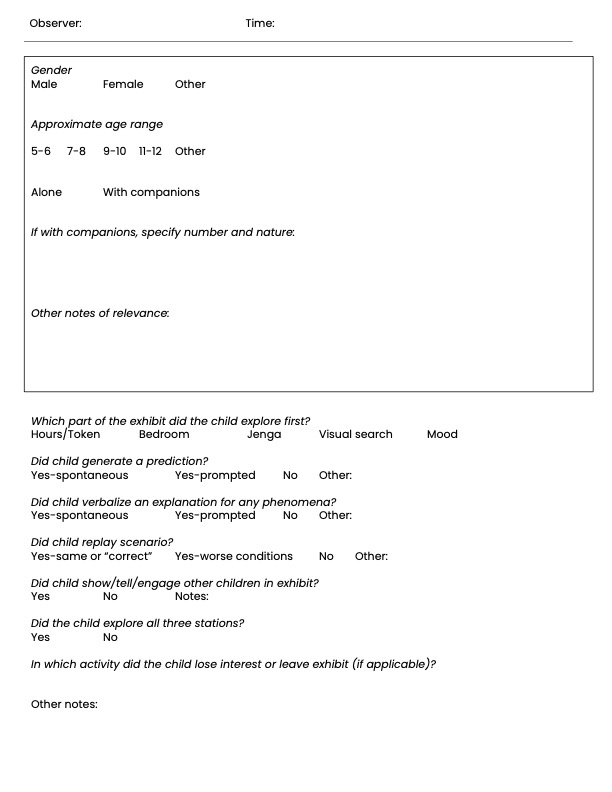 Observer: Time:
Gender
Male Female Other
Approximate age range
5-6 7-8 9-10 11-12 Other
Alone With companions
If with companions, specify number and nature:
Other notes of relevance:
Which part of the exhibit did the child explore first?
Hours/Token Bedroom Jenga Visual search Mood
Did child generate a prediction?
Yes-spontaneous Yes-prompted No Other:
Did child verbalize an explanation for any phenomena?
Yes-spontaneous Yes-prompted No Other:
Did child replay scenario?
Yes-same or “correct” Yes-worse conditions No Other:
Did child show/tell/engage other children in exhibit?
Yes No Notes:
Did the child explore all three stations?
Yes No
In which activity did the child lose interest or leave exhibit (if applicable)?
Other notes: